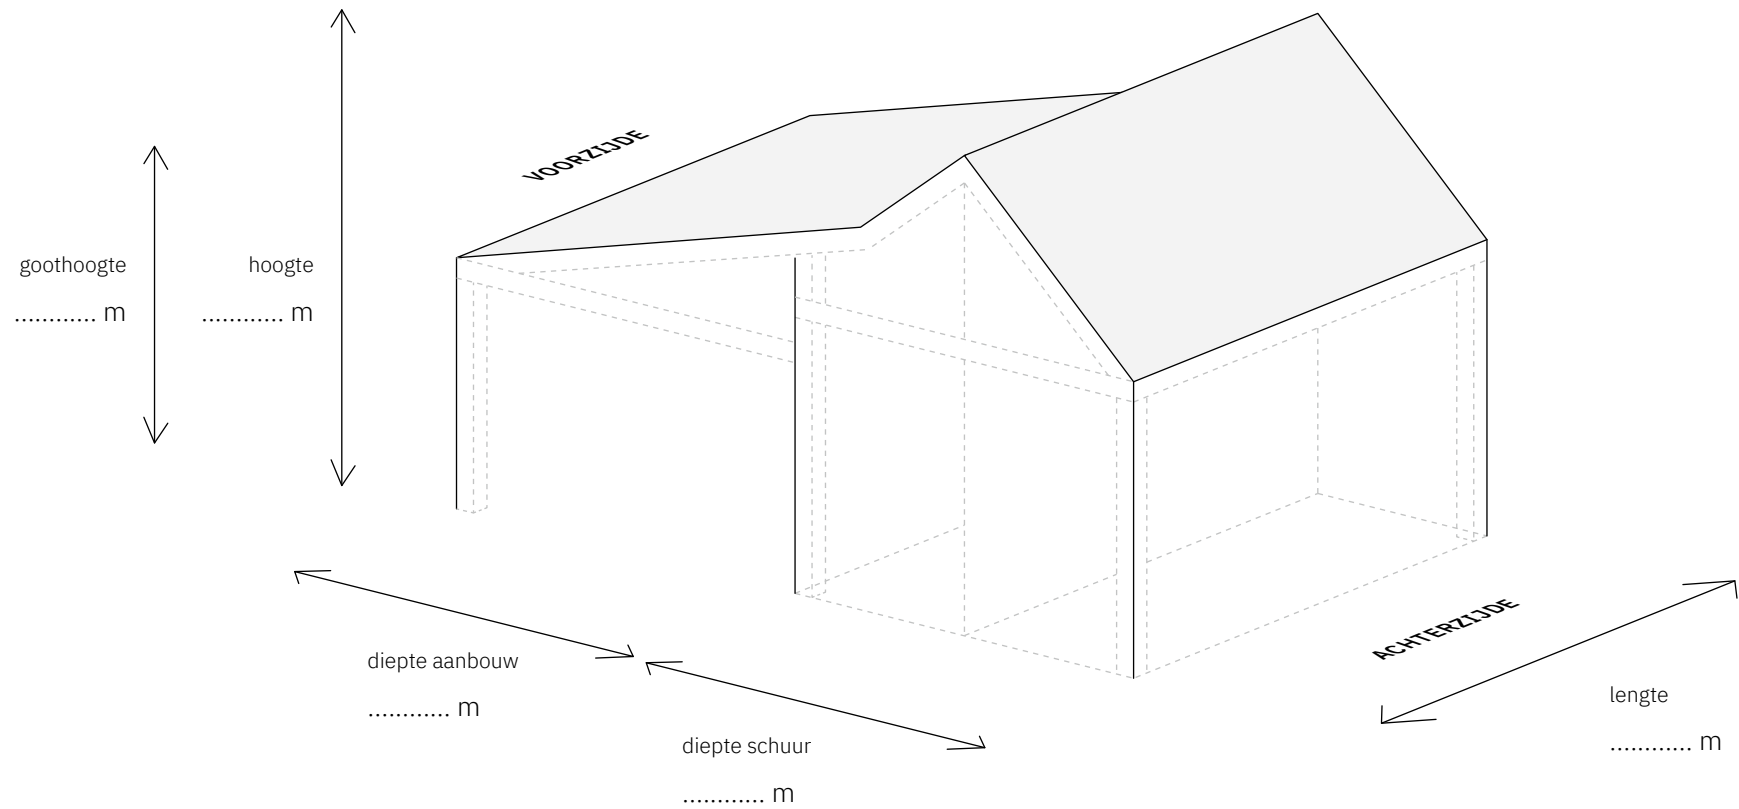 VOORZIJDE
goothoogte
............ m
hoogte
............ m
diepte aanbouw
............ m
diepte schuur
............ m
ACHTERZIJDE
lengte
............ m